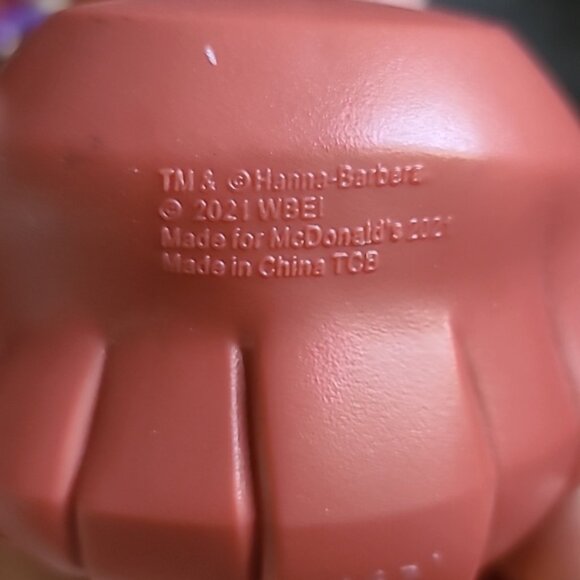 TM & © Hanna-Barbera
© 2021 WBEI
Made for McDonald's 2021
Made in China TCB